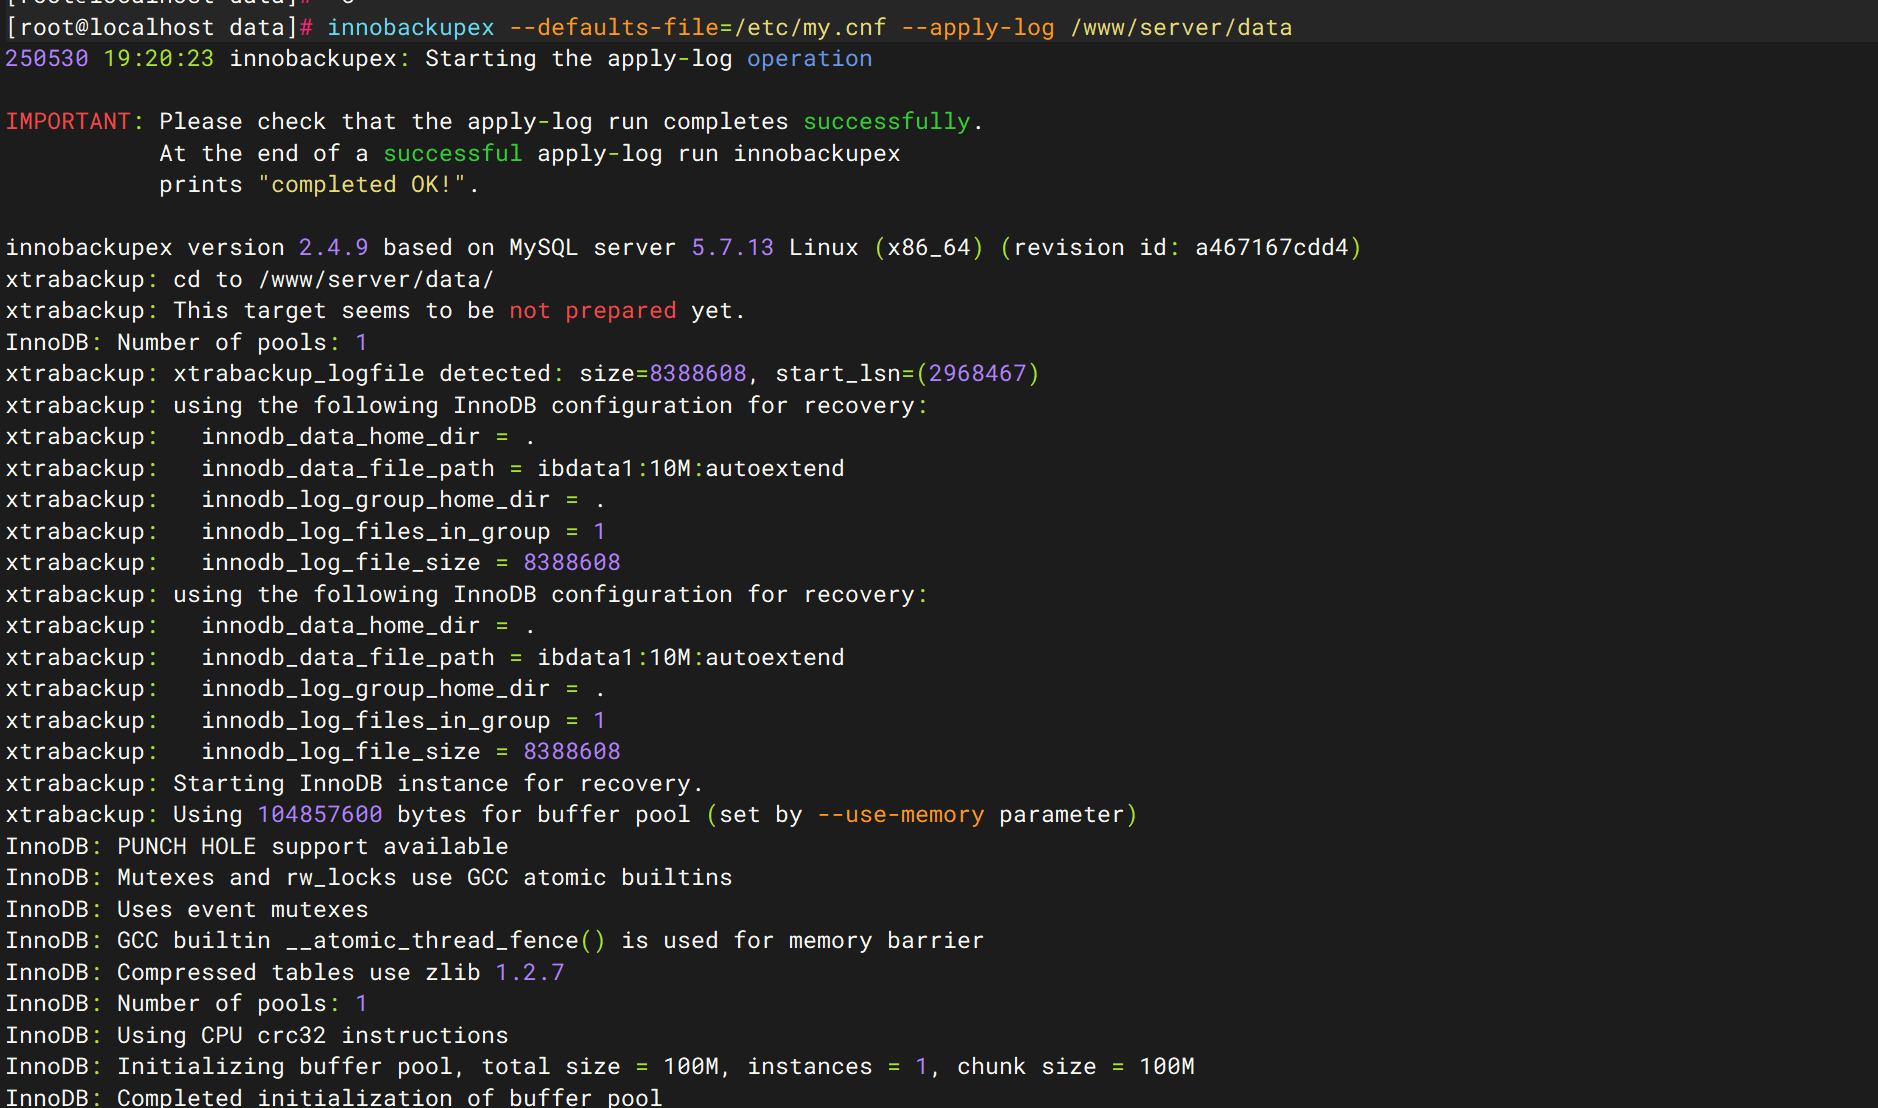 [root@localhost data]# innobackupex --defaults-file=/etc/my.cnf --apply-log /www/server/data
250530 19:20:23 innobackupex: Starting the apply-log operation
IMPORTANT: Please check that the apply-log run completes successfully.
At the end of a successful apply-log run innobackupex
prints "completed OK!".
innobackupex version 2.4.9 based on MySQL server 5.7.13 Linux (x86_64) (revision id: a467167cdd4)
xtrabackup: cd to /www/server/data/
xtrabackup: This target seems to be not prepared yet.
InnoDB: Number of pools: 1
xtrabackup: xtrabackup_logfile detected: size=8388608, start_lsn=(2968467)
xtrabackup: using the following InnoDB configuration for recovery:
xtrabackup:   innodb_data_home_dir = .
xtrabackup:   innodb_data_file_path = ibdata1:10M:autoextend
xtrabackup:   innodb_log_group_home_dir = .
xtrabackup:   innodb_log_files_in_group = 1
xtrabackup:   innodb_log_file_size = 8388608
xtrabackup: using the following InnoDB configuration for recovery:
xtrabackup:   innodb_data_home_dir = .
xtrabackup:   innodb_data_file_path = ibdata1:10M:autoextend
xtrabackup:   innodb_log_group_home_dir = .
xtrabackup:   innodb_log_files_in_group = 1
xtrabackup:   innodb_log_file_size = 8388608
xtrabackup: Starting InnoDB instance for recovery.
xtrabackup: Using 104857600 bytes for buffer pool (set by --use-memory parameter)
InnoDB: PUNCH HOLE support available
InnoDB: Mutexes and rw_locks use GCC atomic builtins
InnoDB: Uses event mutexes
InnoDB: GCC builtin __atomic_thread_fence() is used for memory barrier
InnoDB: Compressed tables use zlib 1.2.7
InnoDB: Number of pools: 1
InnoDB: Using CPU crc32 instructions
InnoDB: Initializing buffer pool, total size = 100M, instances = 1, chunk size = 100M
InnoDB: Completed initialization of buffer pool